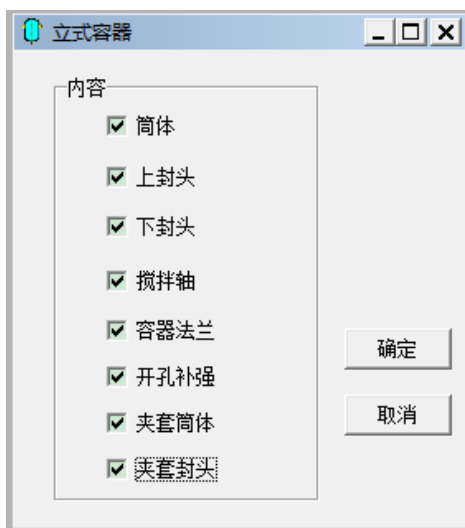 立式容器
内容
筒体
上封头
下封头
搅拌轴
容器法兰
确定
开孔补强
取消
夹套筒体
夹套封头